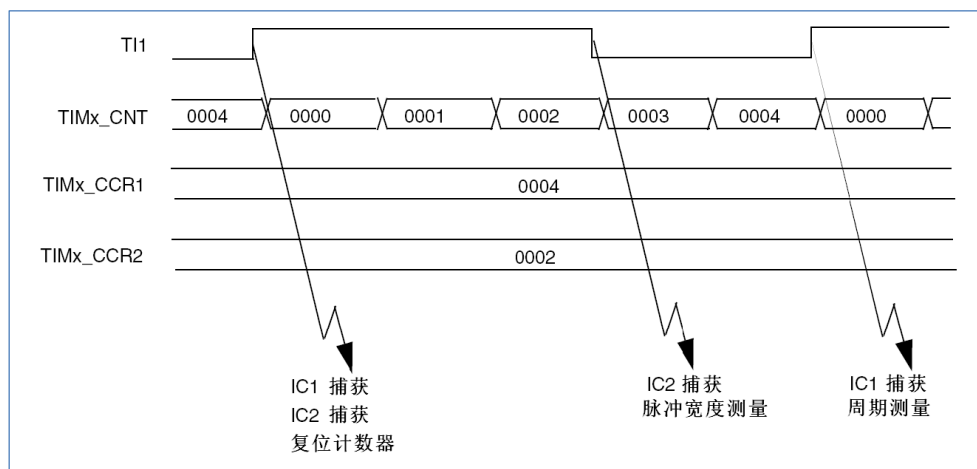 TI1
TIMx_CNT
0004 0000 0001 0002 0003 0004 0000
TIMx_CCR1
0004
TIMx_CCR2
0002
IC1 捕获
IC2 捕获
复位计数器
IC2 捕获
脉冲宽度测量
IC1 捕获
周期测量